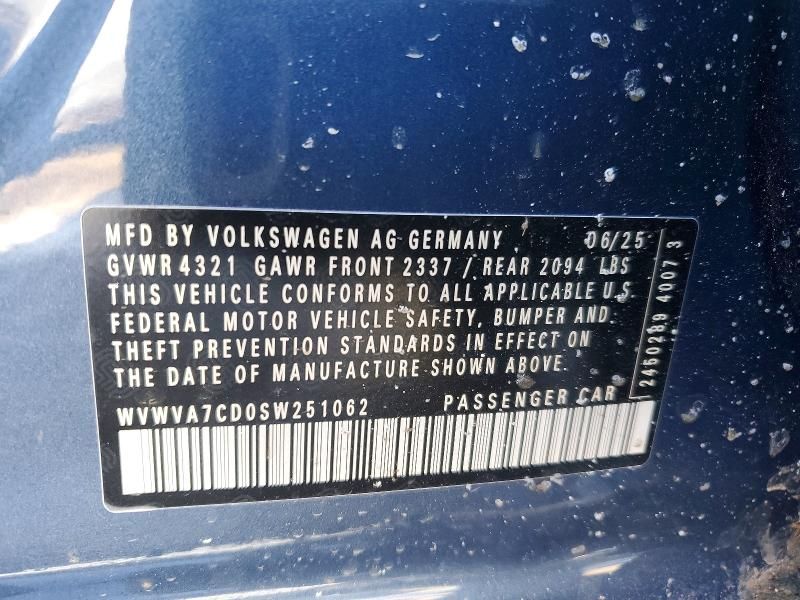 MFD BY VOLKSWAGEN AG GERMANY 06/25
GVWR 4321 GAWR FRONT 2337 / REAR 2094 LBS
THIS VEHICLE CONFORMS TO ALL APPLICABLE U.S.
FEDERAL MOTOR VEHICLE SAFETY, BUMPER AND
THEFT PREVENTION STANDARDS IN EFFECT ON
THE DATE OF MANUFACTURE SHOWN ABOVE.
WVWVA7CD0SW251062 PASSENGER CAR
2460289 40073